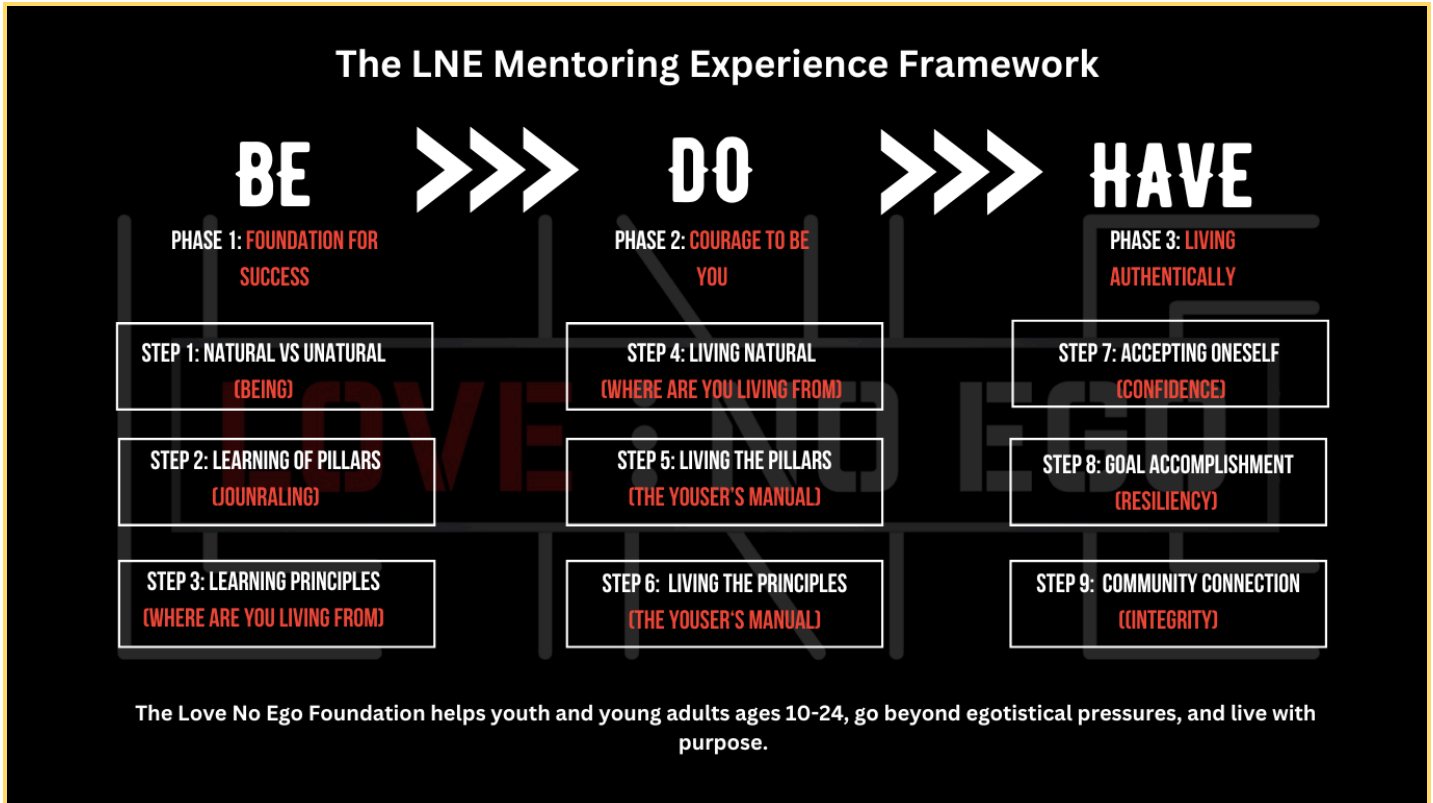 The LNE Mentoring Experience Framework
BE
DO
HAVE
PHASE 1: FOUNDATION FOR
SUCCESS
PHASE 2: COURAGE TO BE
YOU
PHASE 3: LIVING
AUTHENTICALLY
STEP 1: NATURAL VS UNATURAL
(BEING)
STEP 4: LIVING NATURAL
(WHERE ARE YOU LIVING FROM)
STEP 7: ACCEPTING ONESELF
(CONFIDENCE)
STEP 2: LEARNING OF PILLARS
(JOUNRALING)
STEP 5: LIVING THE PILLARS
(THE YOUSER'S MANUAL)
STEP 8: GOAL ACCOMPLISHMENT
(RESILIENCY)
STEP 3: LEARNING PRINCIPLES
(WHERE ARE YOU LIVING FROM)
STEP 6: LIVING THE PRINCIPLES
(THE YOUSER‘S MANUAL)
STEP 9: COMMUNITY CONNECTION
((INTEGRITY)
LOVE : NO EGO
LNE
The Love No Ego Foundation helps youth and young adults ages 10-24, go beyond egotistical pressures, and live with
purpose.